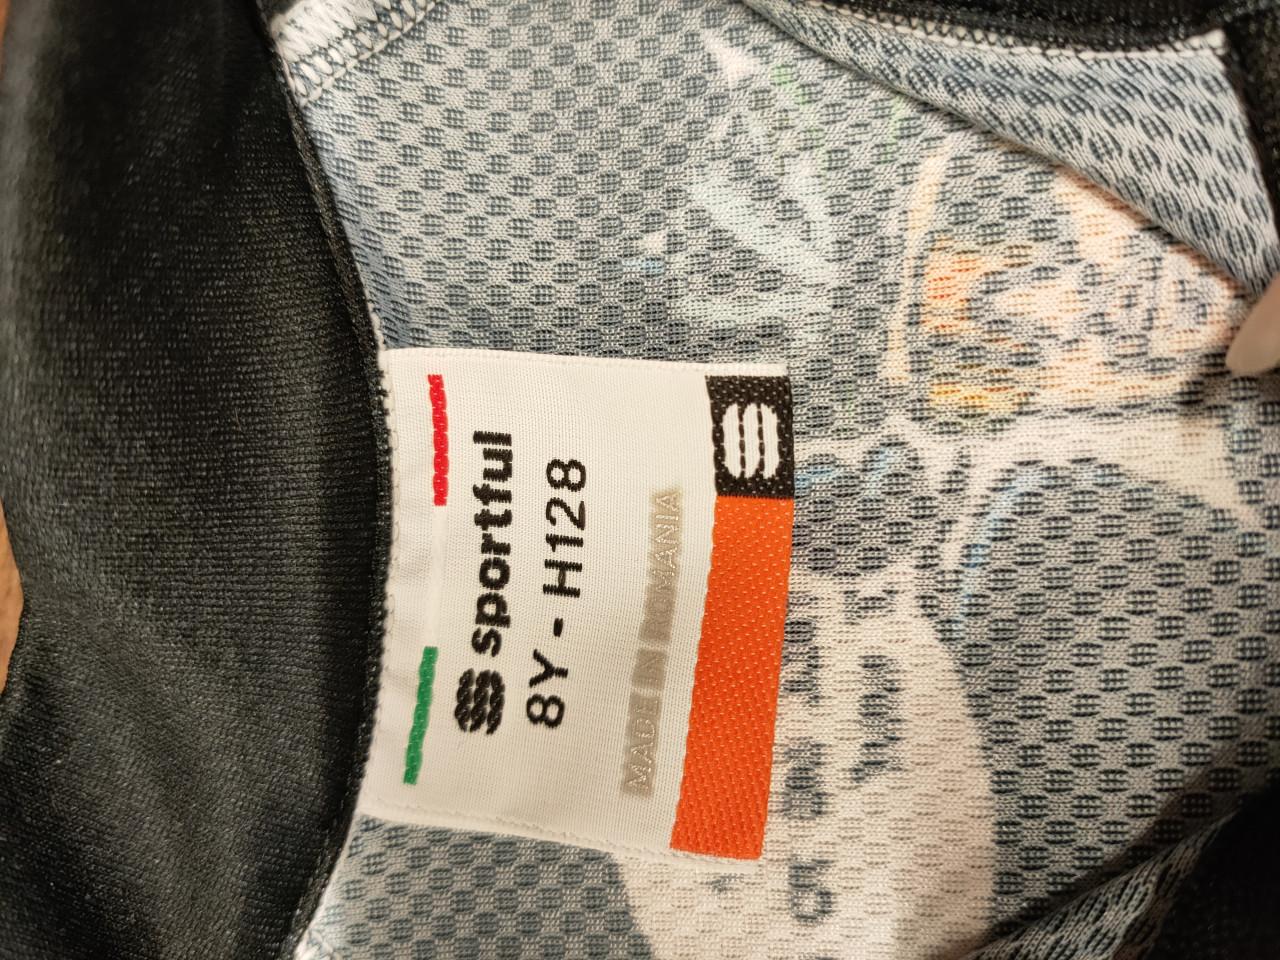 sportful
8Y - H128
MADE IN ROMANIA